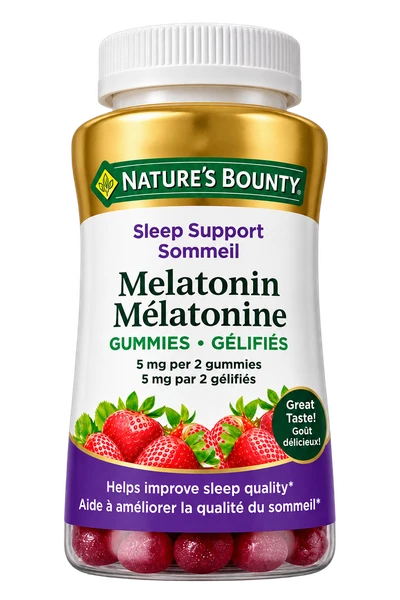 NATURE'S BOUNTY®
Sleep Support
Sommeil
Melatonin
Mélatonine
GUMMIES • GÉLIFIÉS
5 mg per 2 gummies
5 mg par 2 gélifiés
Great
Taste!
Goût
délicieux!
Helps improve sleep quality*
Aide à améliorer la qualité du sommeil*